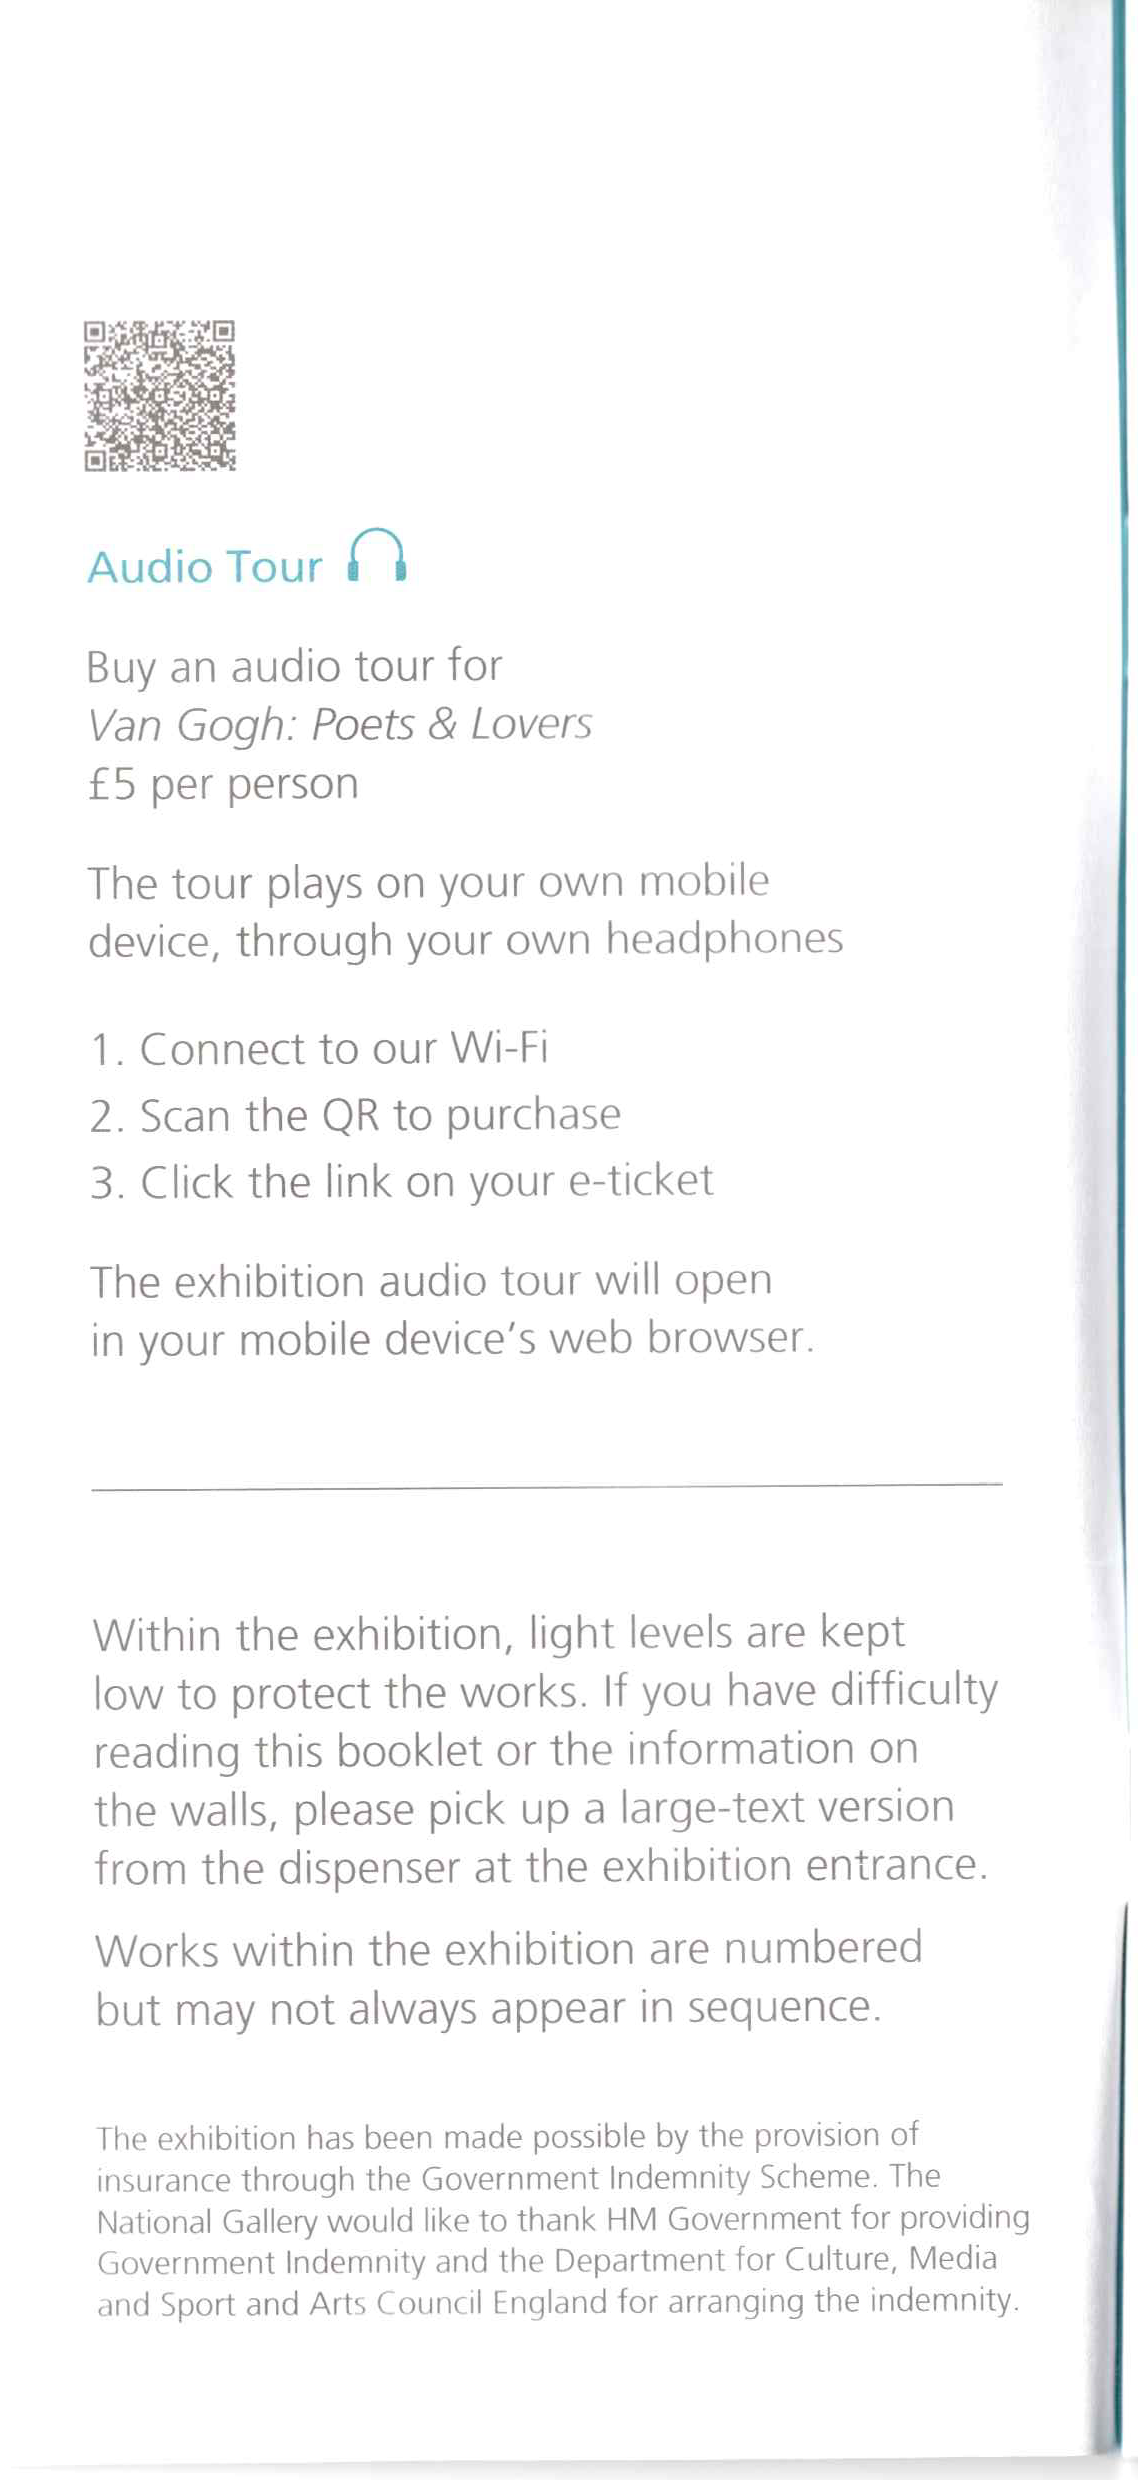 Audio Tour
Buy an audio tour for
Van Gogh: Poets & Lovers
£5 per person
The tour plays on your own mobile
device, through your own headphones
1. Connect to our Wi-Fi
2. Scan the QR to purchase
3. Click the link on your e-ticket
The exhibition audio tour will open
in your mobile device's web browser.
Within the exhibition, light levels are kept
low to protect the works. If you have difficulty
reading this booklet or the information on
the walls, please pick up a large-text version
from the dispenser at the exhibition entrance.
Works within the exhibition are numbered
but may not always appear in sequence.
The exhibition has been made possible by the provision of
insurance through the Government Indemnity Scheme. The
National Gallery would like to thank HM Government for providing
Government Indemnity and the Department for Culture, Media
and Sport and Arts Council England for arranging the indemnity.